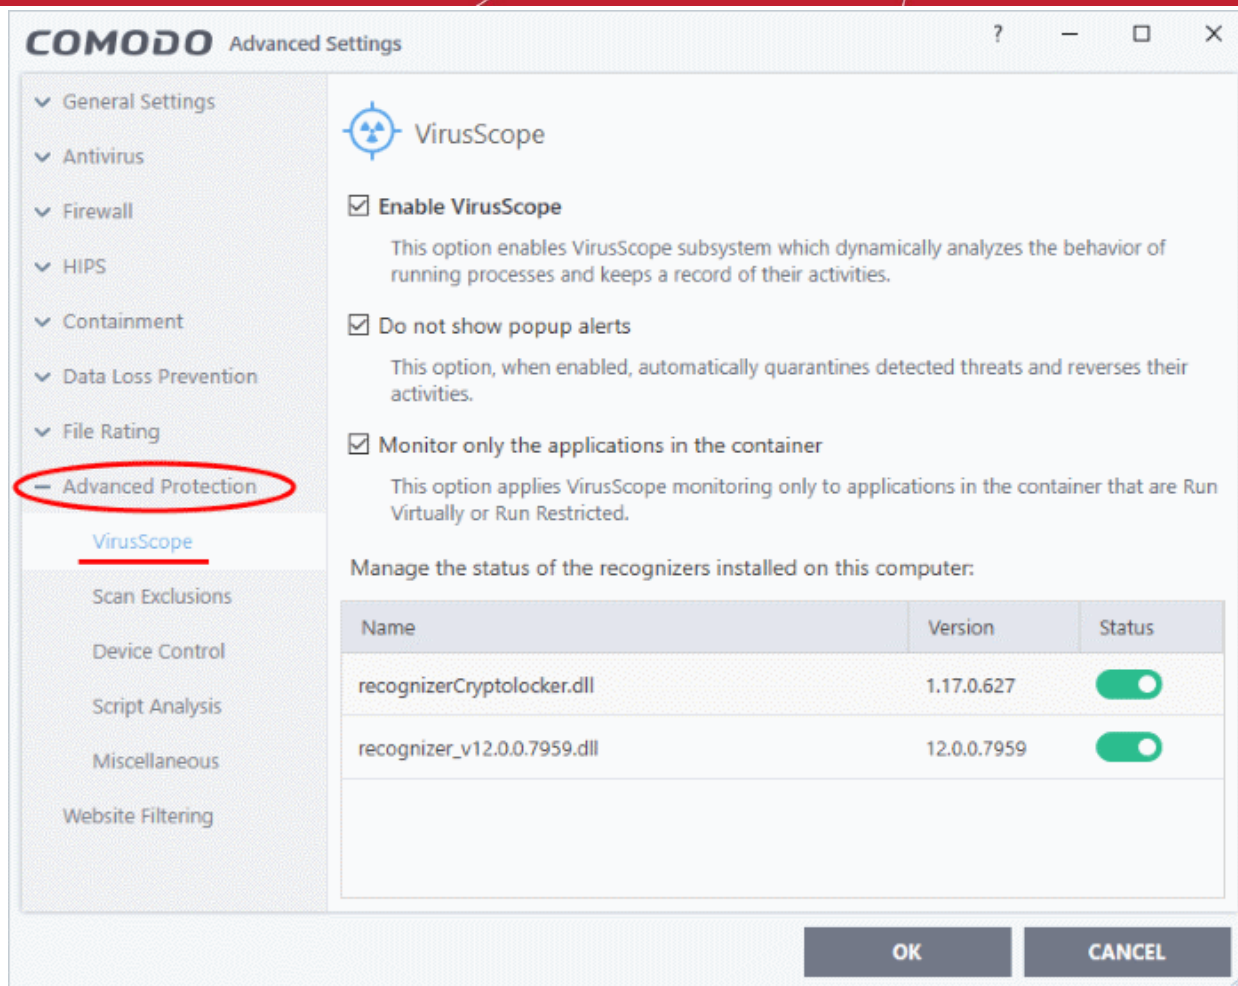 COMODO Advanced Settings ?
General Settings
Antivirus
Firewall
HIPS
Containment
Data Loss Prevention
File Rating
Advanced Protection
VirusScope
Scan Exclusions
Device Control
Script Analysis
Miscellaneous
Website Filtering
VirusScope
Enable VirusScope
This option enables VirusScope subsystem which dynamically analyzes the behavior of
running processes and keeps a record of their activities.
Do not show popup alerts
This option, when enabled, automatically quarantines detected threats and reverses their
activities.
Monitor only the applications in the container
This option applies VirusScope monitoring only to applications in the container that are Run
Virtually or Run Restricted.
Manage the status of the recognizers installed on this computer:
Name Version Status
recognizerCryptolocker.dll 1.17.0.627
recognizer_v12.0.0.7959.dll 12.0.0.7959
OK CANCEL